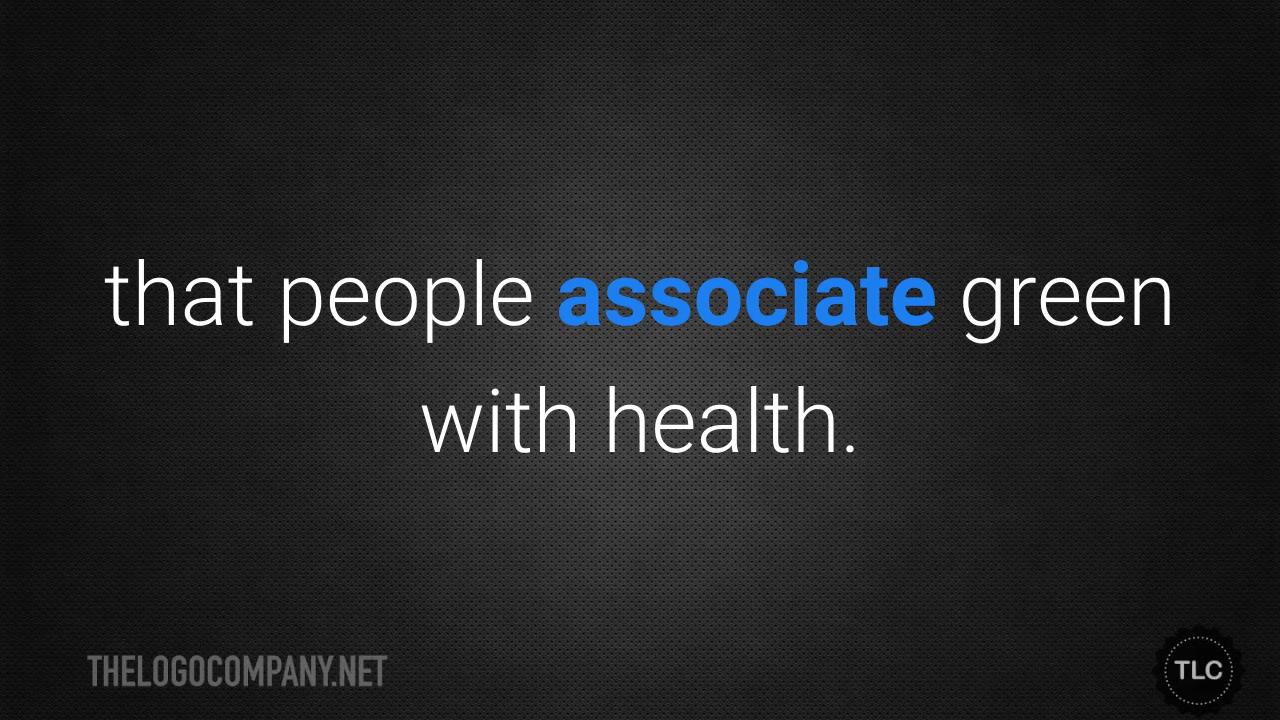 that people associate green
with health.
THELOGOCOMPANY.NET
TLC